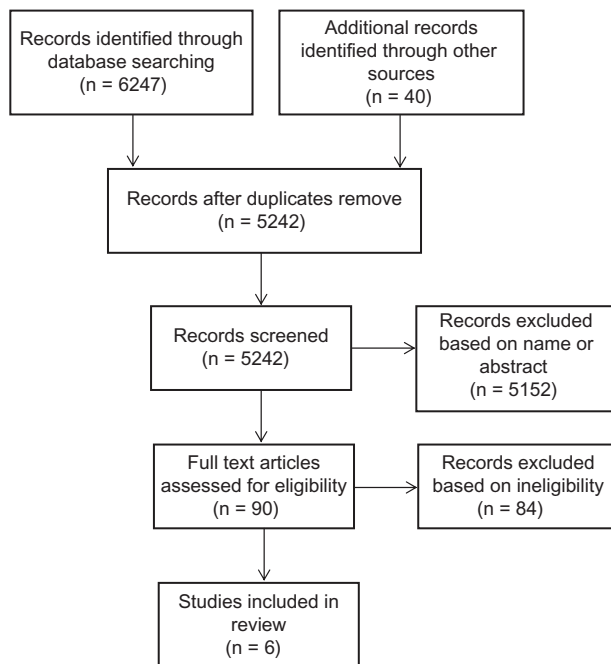 Records identified through
database searching
(n = 6247)
Additional records
identified through other
sources
(n = 40)
Records after duplicates remove
(n = 5242)
Records screened
(n = 5242)
Records excluded
based on name or
abstract
(n = 5152)
Full text articles
assessed for eligibility
(n = 90)
Records excluded
based on ineligibility
(n = 84)
Studies included in
review
(n = 6)